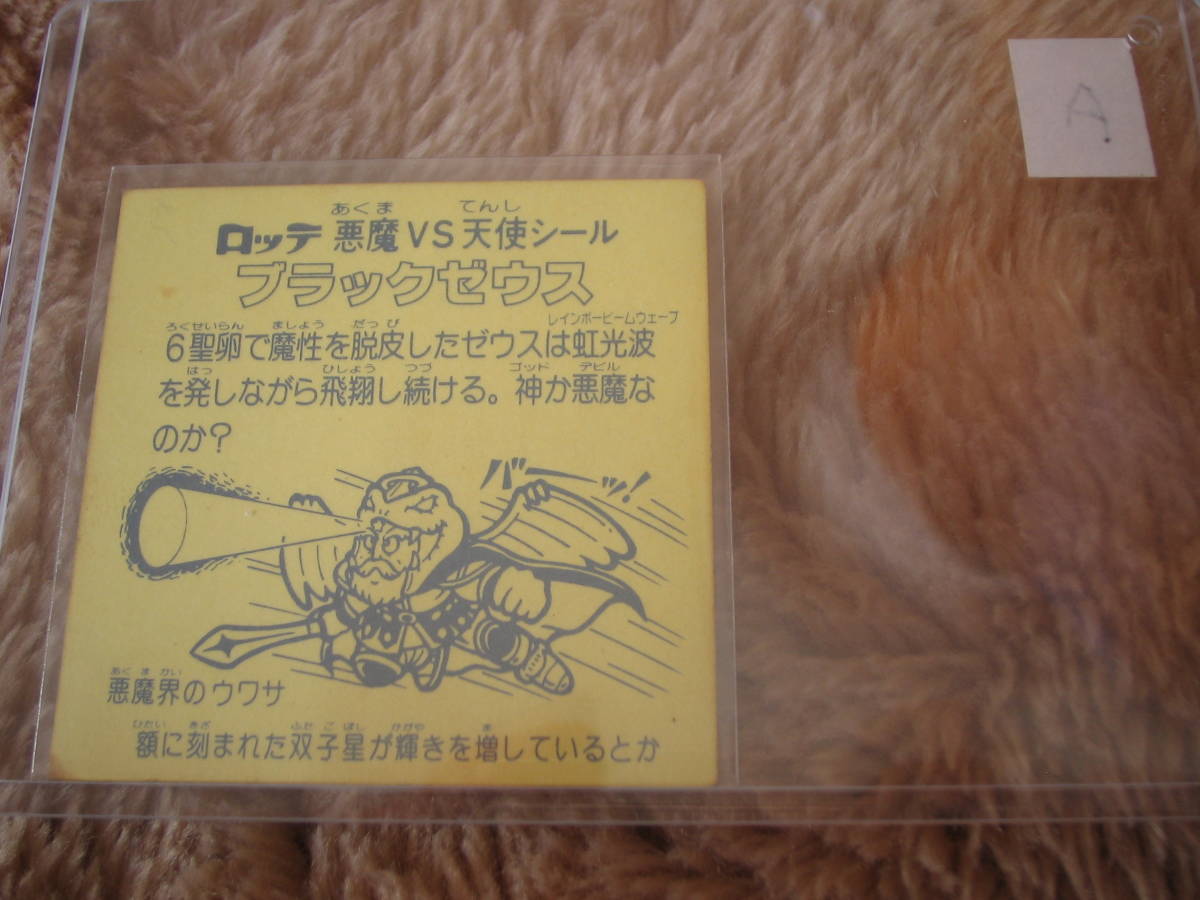 A.
あくま てんし
ロッテ 悪魔VS天使シール
ブラックゼウス
ろくせいらん ましょう だっぴ レインボービームウェーブ
6聖卵で魔性を脱皮したゼウスは虹光波
はっ ひしょう つづ ゴッド デビル
を発しながら飛翔し続ける。神か悪魔な
のか?
バーッ!
あくまかい
悪魔界のウワサ
ひたい きざ ふたごぼし かがや ま
額に刻まれた双子星が輝きを増しているとか